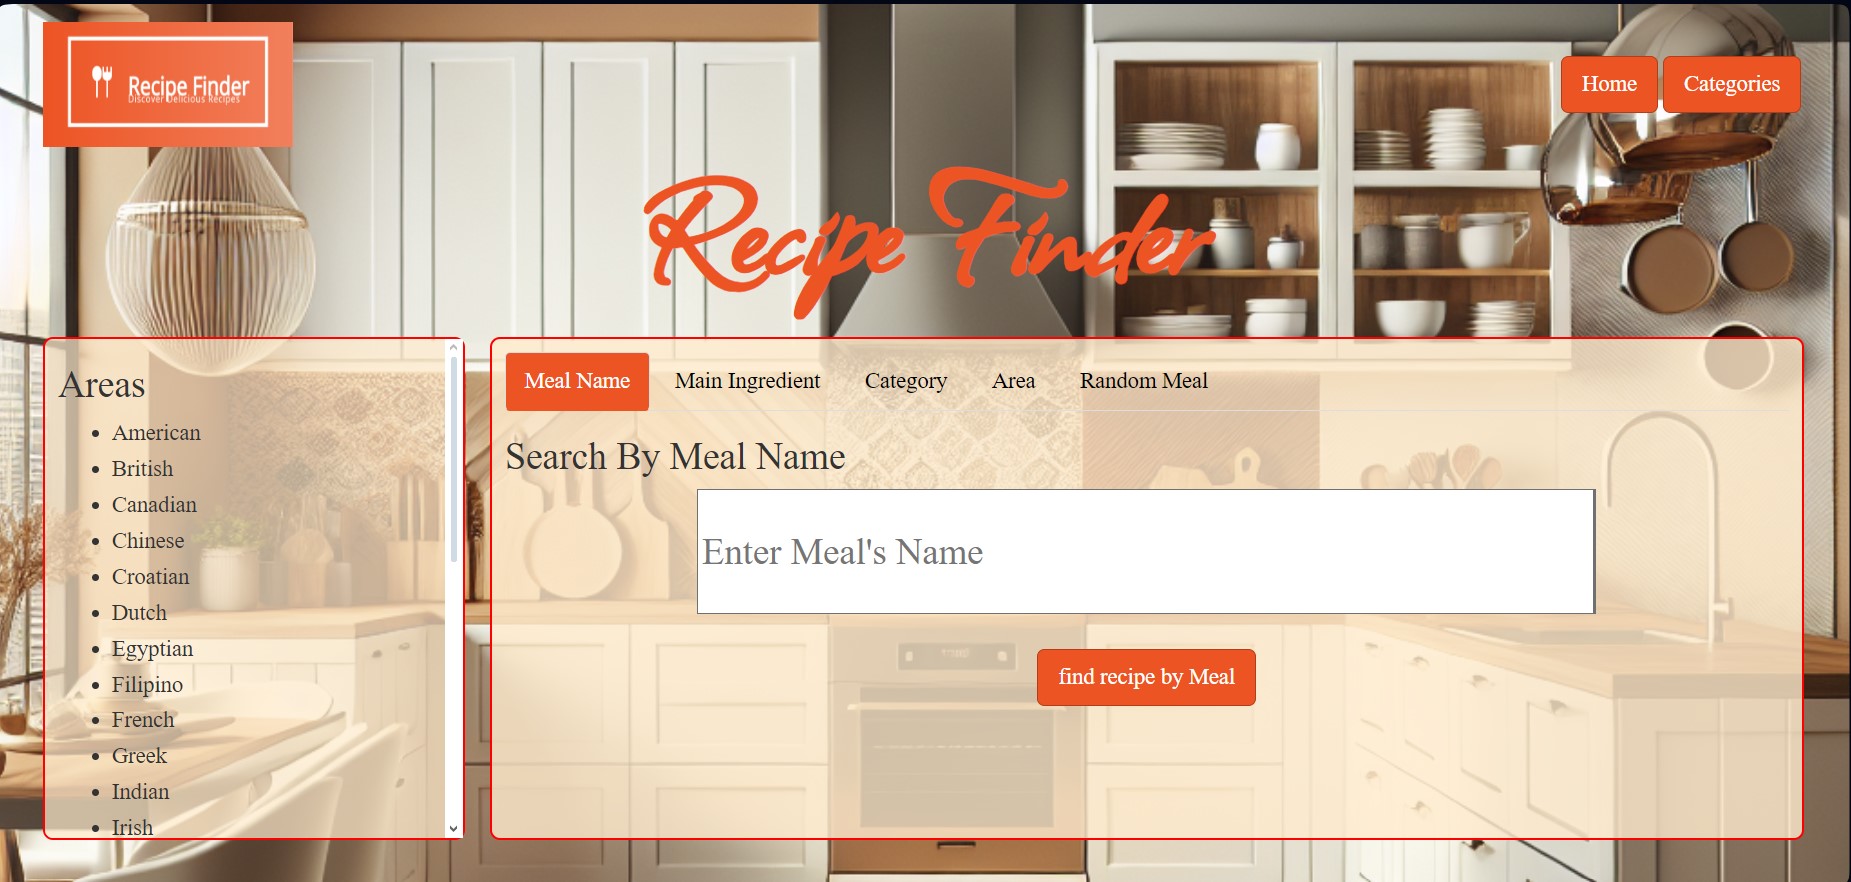 Recipe Finder
Discover Delicious Recipes
Home
Categories
Recipe Finder
Areas
American
British
Canadian
Chinese
Croatian
Dutch
Egyptian
Filipino
French
Greek
Indian
Irish
Meal Name
Main Ingredient
Category
Area
Random Meal
Search By Meal Name
Enter Meal's Name
find recipe by Meal